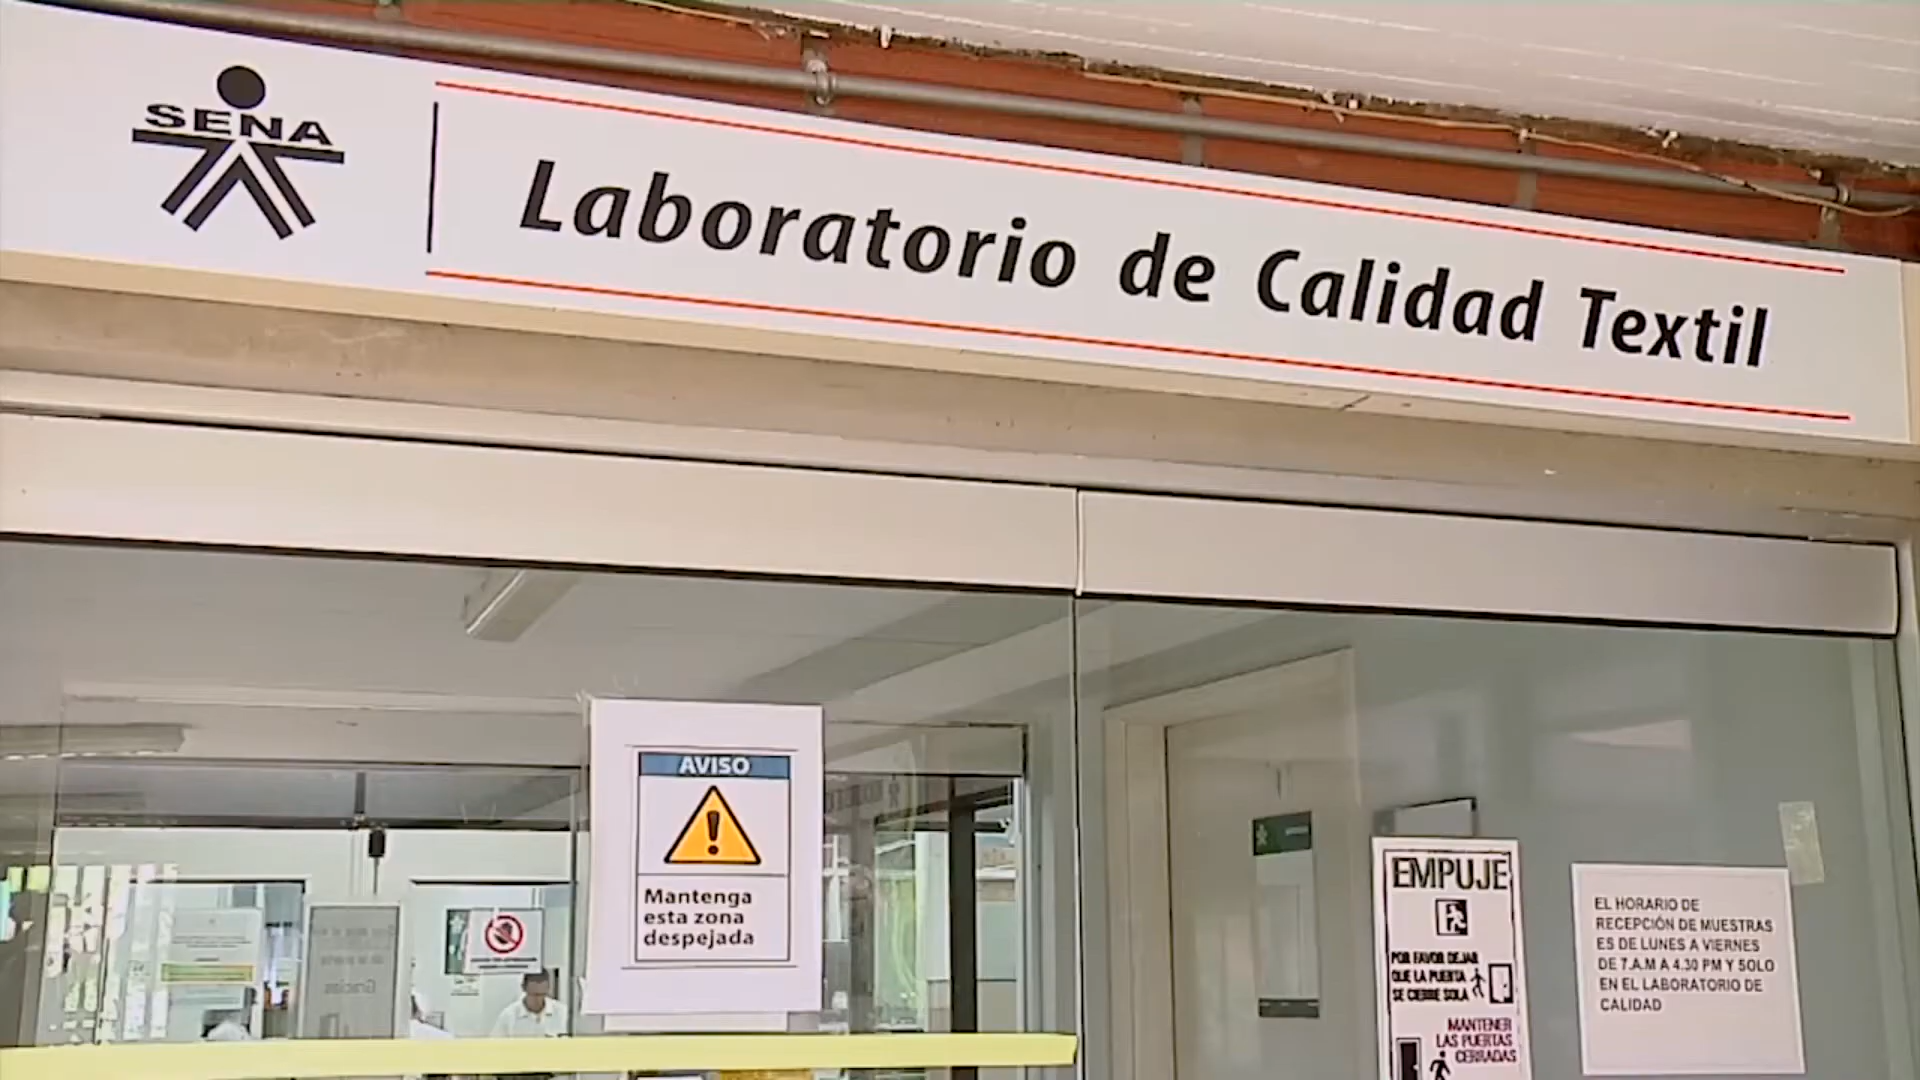 SENA
Laboratorio de Calidad Textil
AVISO
Mantenga
esta zona
despejada
EMPUJE
POR FAVOR DEJAR
QUE LA PUERTA
SE CIERRE SOLA
MANTENER
LAS PUERTAS
CERRADAS
EL HORARIO DE
RECEPCIÓN DE MUESTRAS
ES DE LUNES A VIERNES
DE 7.A.M A 4.30 PM Y SOLO
EN EL LABORATORIO DE
CALIDAD
Gracias